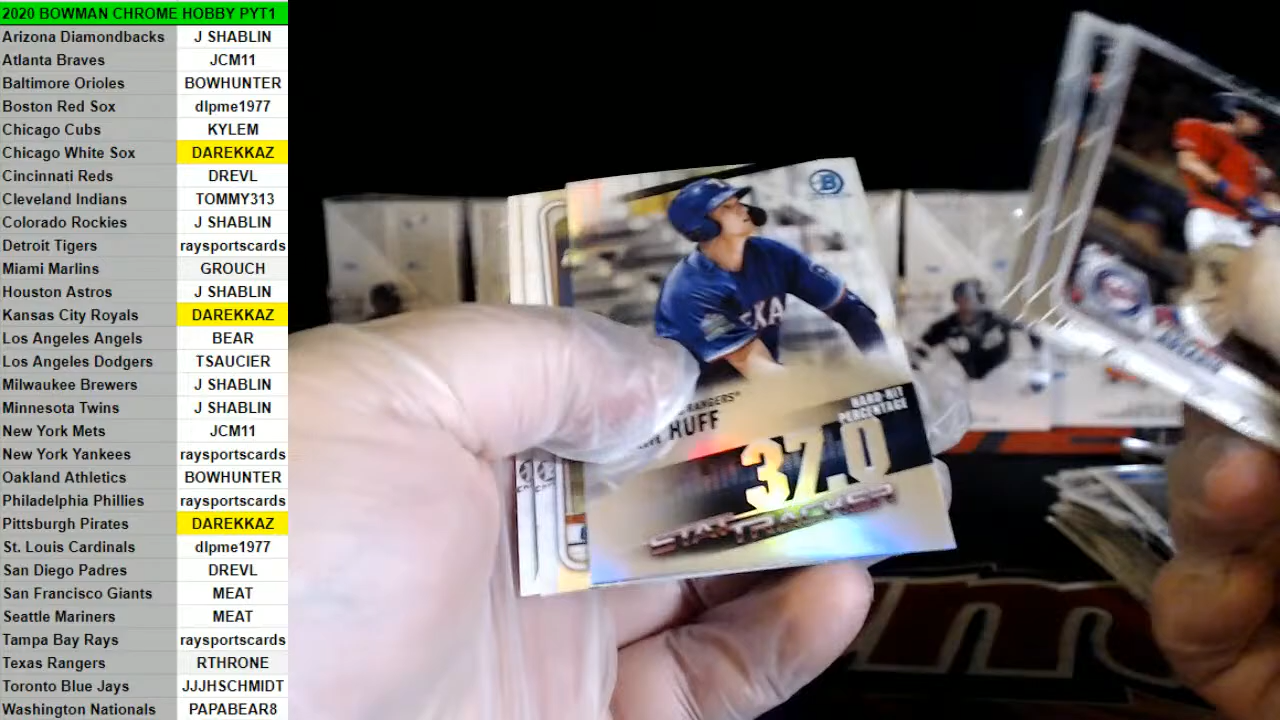 2020 BOWMAN CHROME HOBBY PYT1
Arizona Diamondbacks J SHABLIN
Atlanta Braves JCM11
Baltimore Orioles BOWHUNTER
Boston Red Sox dlpme1977
Chicago Cubs KYLEM
Chicago White Sox DAREKKAZ
Cincinnati Reds DREVL
Cleveland Indians TOMMY313
Colorado Rockies J SHABLIN
Detroit Tigers raysportscards
Miami Marlins GROUCH
Houston Astros J SHABLIN
Kansas City Royals DAREKKAZ
Los Angeles Angels BEAR
Los Angeles Dodgers TSAUCIER
Milwaukee Brewers J SHABLIN
Minnesota Twins J SHABLIN
New York Mets JCM11
New York Yankees raysportscards
Oakland Athletics BOWHUNTER
Philadelphia Phillies raysportscards
Pittsburgh Pirates DAREKKAZ
St. Louis Cardinals dlpme1977
San Diego Padres DREVL
San Francisco Giants MEAT
Seattle Mariners MEAT
Tampa Bay Rays raysportscards
Texas Rangers RTHRONE
Toronto Blue Jays JJJHSCHMIDT
Washington Nationals PAPABEAR8
B
EXA
RANGERS
HUFF
HARD-HIT
PERCENTAGE
37.0
STAT TRACKER